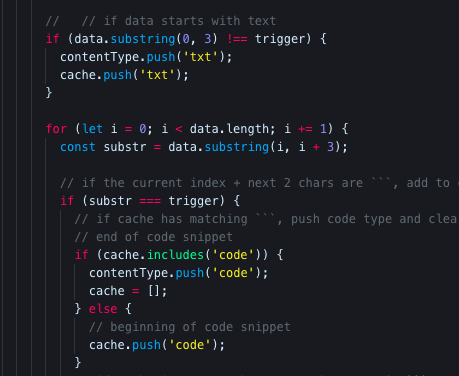 //   // if data starts with text
if (data.substring(0, 3) !== trigger) {
contentType.push('txt');
cache.push('txt');
}
for (let i = 0; i < data.length; i += 1) {
const substr = data.substring(i, i + 3);
// if the current index + next 2 chars are ```, add to
if (substr === trigger) {
// if cache has matching ```, push code type and clea
// end of code snippet
if (cache.includes('code')) {
contentType.push('code');
cache = [];
} else {
// beginning of code snippet
cache.push('code');
}